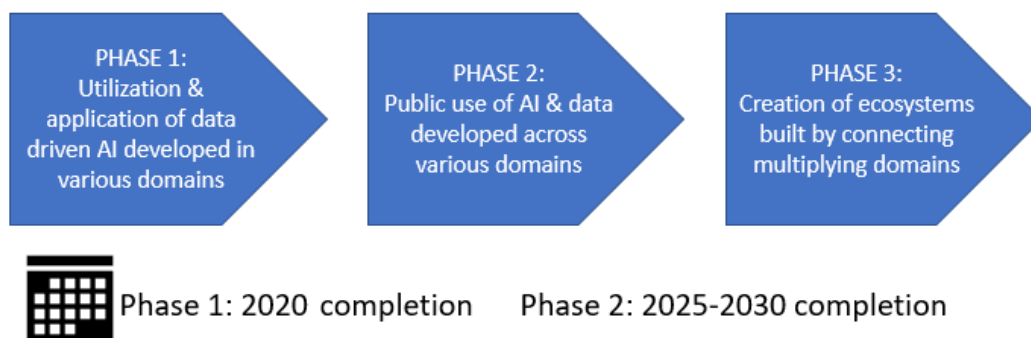 PHASE 1:
Utilization &
application of data
driven AI developed in
various domains
PHASE 2:
Public use of AI & data
developed across
various domains
PHASE 3:
Creation of ecosystems
built by connecting
multiplying domains
Phase 1: 2020 completion
Phase 2: 2025-2030 completion